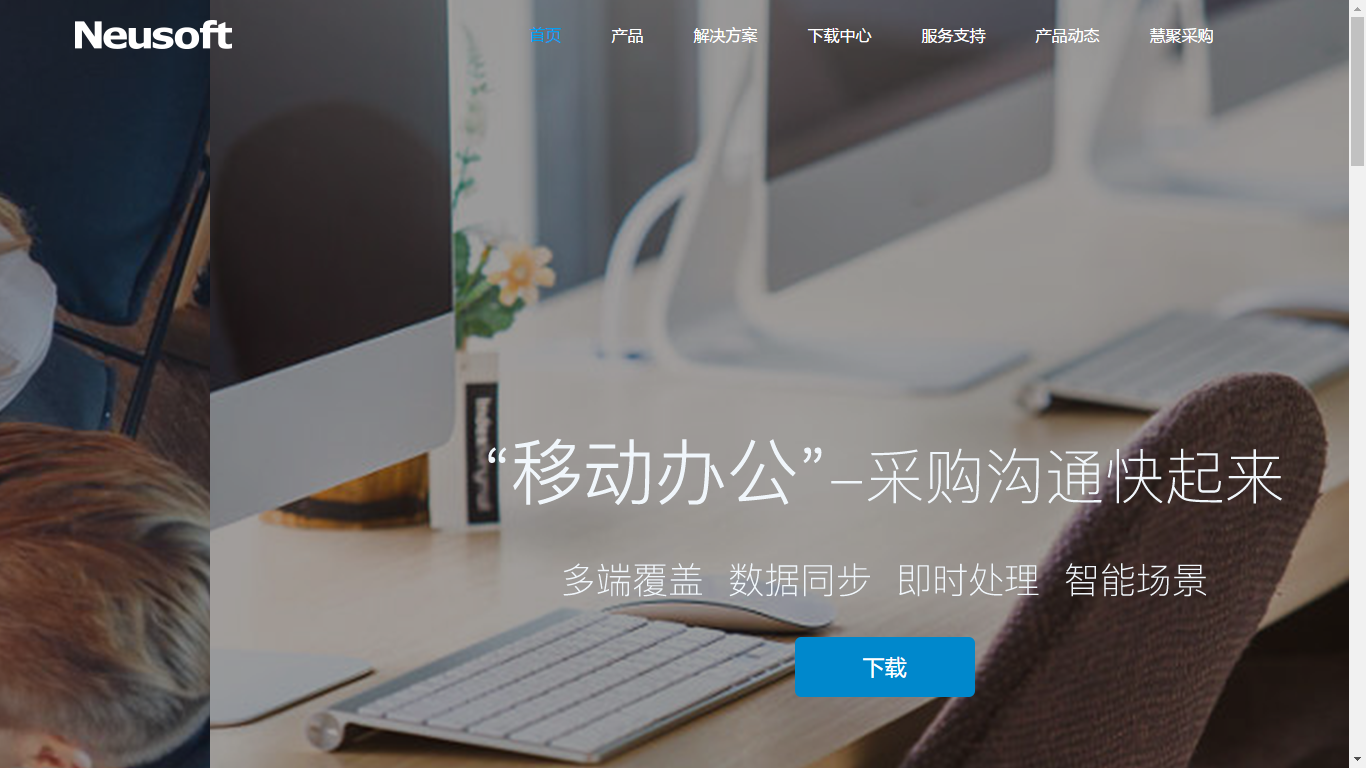 Neusoft
首页 产品 解决方案 下载中心 服务支持 产品动态 慧聚采购
“移动办公”–采购沟通快起来
多端覆盖 数据同步 即时处理 智能场景
下载